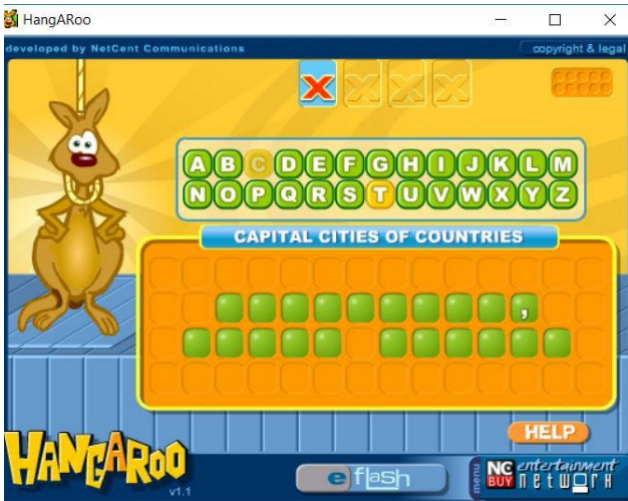 HangARoo
developed by NetCent Communications
copyright & legal
X X X X
A B C D E F G H I J K L M
N O P Q R S T U V W X Y Z
CAPITAL CITIES OF COUNTRIES
,
HELP
HANGAROO
v1.1
e flash
menu
NC BUY entertainment
network